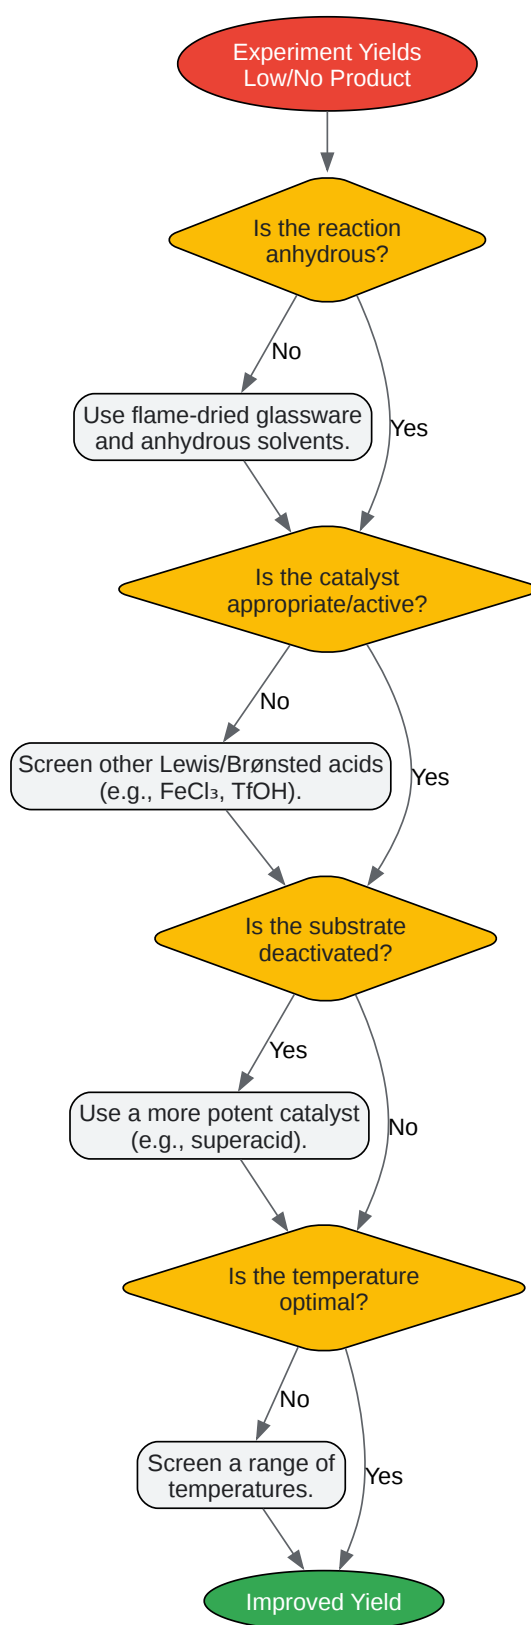 Experiment Yields
Low/No Product
Is the reaction
anhydrous?
No
Use flame-dried glassware
and anhydrous solvents.
Yes
Is the catalyst
appropriate/active?
No
Screen other Lewis/Brønsted acids
(e.g., FeCl₃, TfOH).
Yes
Is the substrate
deactivated?
Yes
Use a more potent catalyst
(e.g., superacid).
No
Is the temperature
optimal?
No
Screen a range of
temperatures.
Yes
Improved Yield